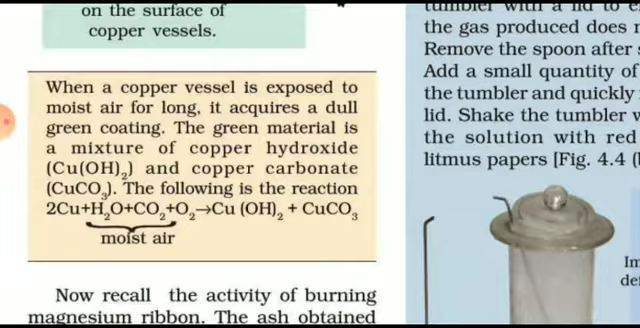 on the surface of
copper vessels.
When a copper vessel is exposed to
moist air for long, it acquires a dull
green coating. The green material is
a mixture of copper hydroxide
(Cu(OH)₂) and copper carbonate
(CuCO₃). The following is the reaction
2Cu+H₂O+CO₂+O₂→Cu (OH)₂ + CuCO₃
moist air
Now recall the activity of burning
magnesium ribbon. The ash obtained
tumbler with a lid to
the gas produced does
Remove the spoon after
Add a small quantity of
the tumbler and quickly
lid. Shake the tumbler
the solution with red
litmus papers [Fig. 4.4